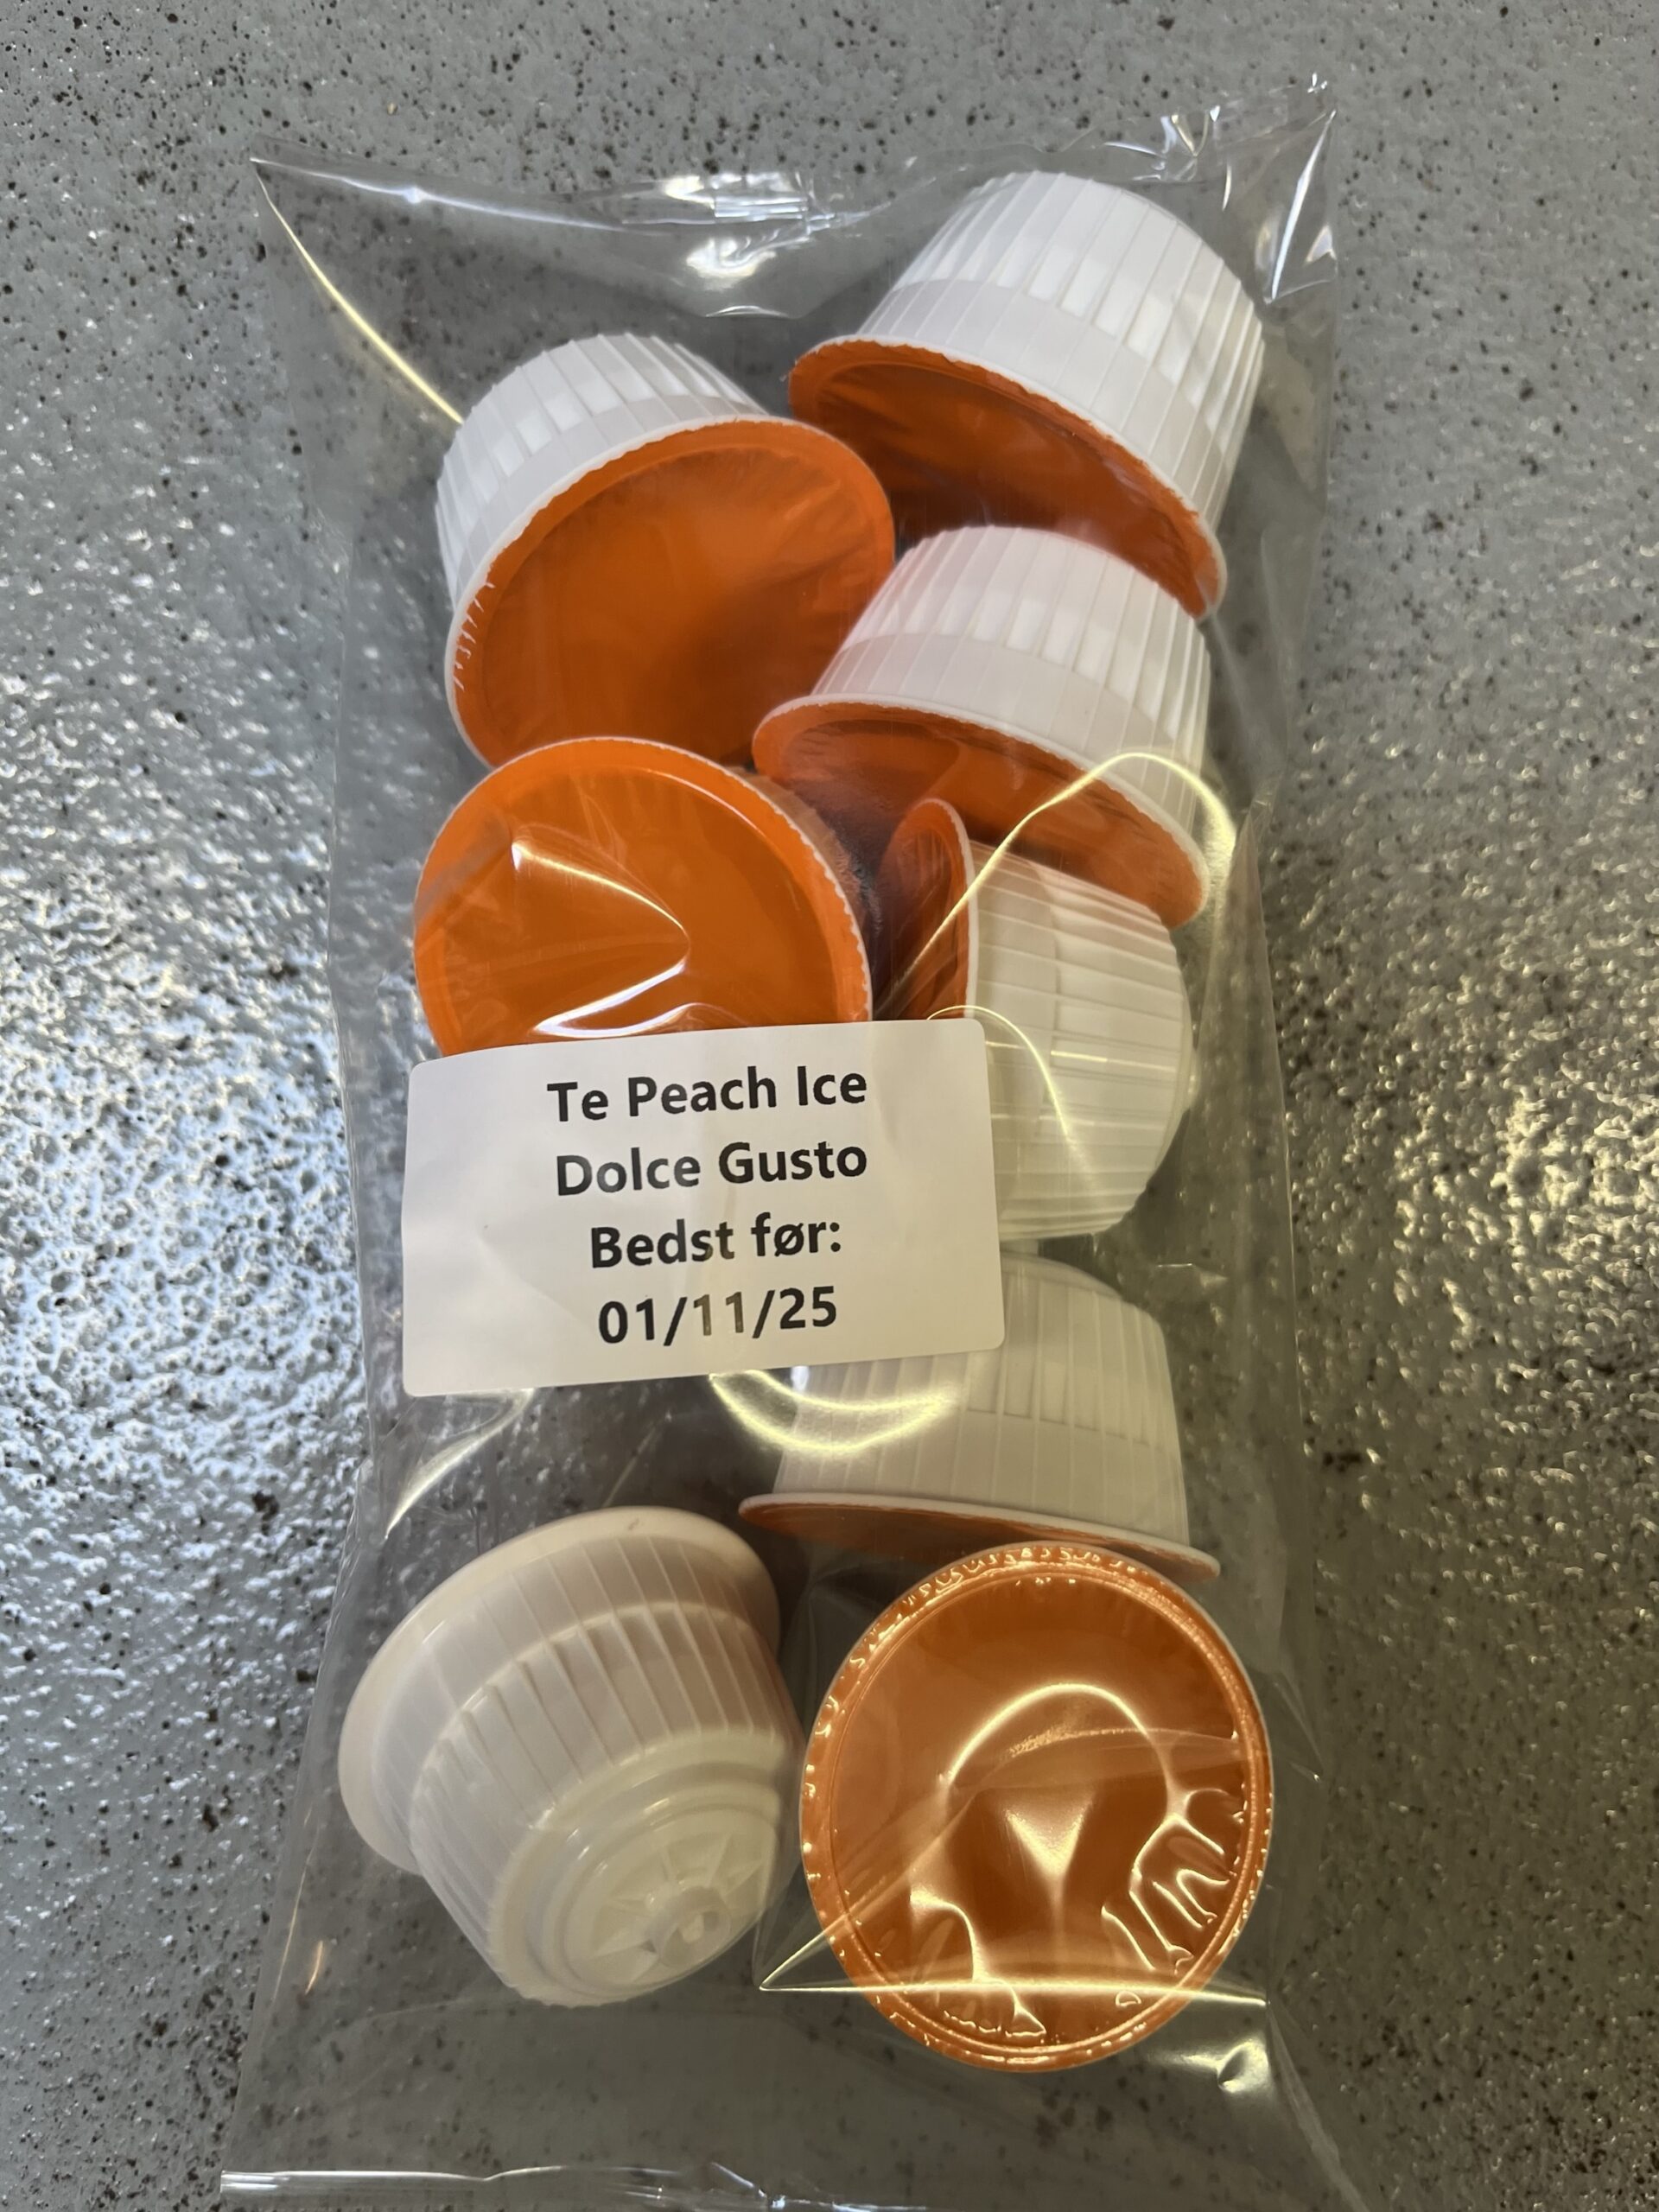 Te Peach Ice
Dolce Gusto
Bedst før:
01/11/25